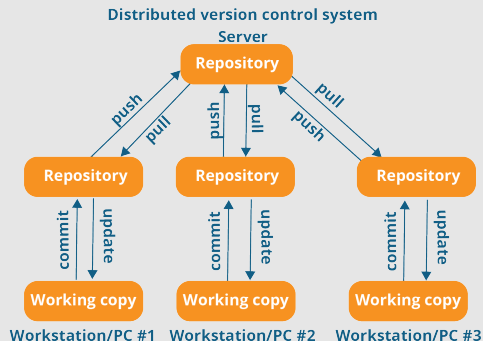 Distributed version control system
Server
Repository
push
pull
push
pull
pull
push
Repository
Repository
Repository
commit
update
commit
update
commit
update
Working copy
Working copy
Working copy
Workstation/PC #1
Workstation/PC #2
Workstation/PC #3